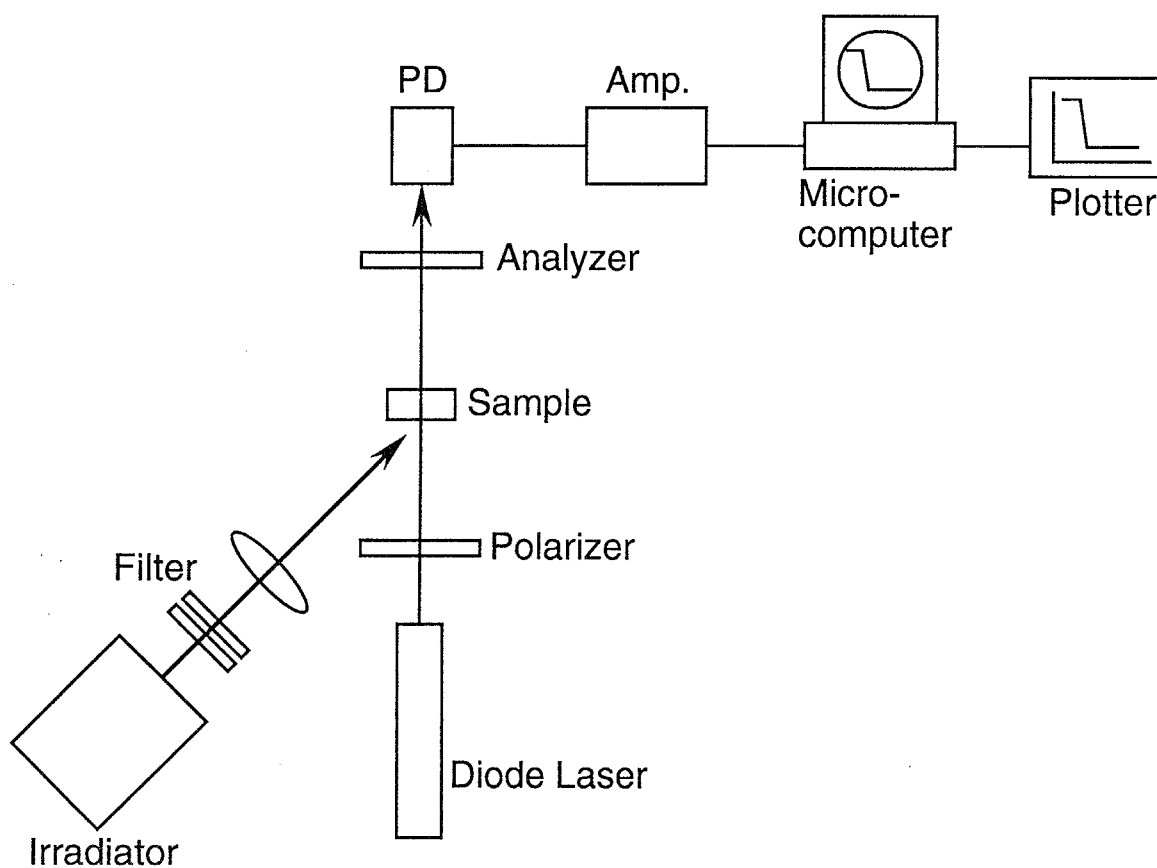 PD
Amp.
Micro-
computer
Plotter
Analyzer
Sample
Polarizer
Filter
Diode Laser
Irradiator